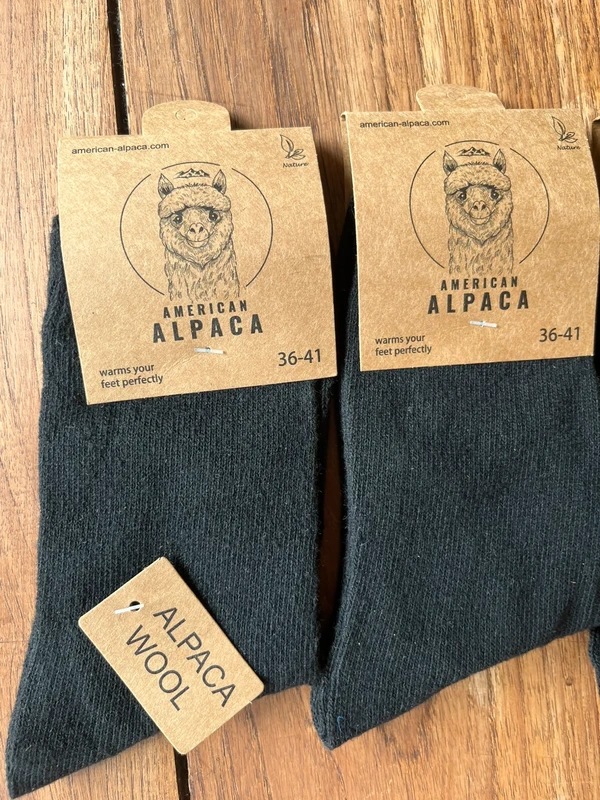 american-alpaca.com
Nature
AMERICAN
ALPACA
warms your
feet perfectly
36-41
ALPACA
WOOL
american-alpaca.com
Nature
AMERICAN
ALPACA
warms your
feet perfectly
36-41